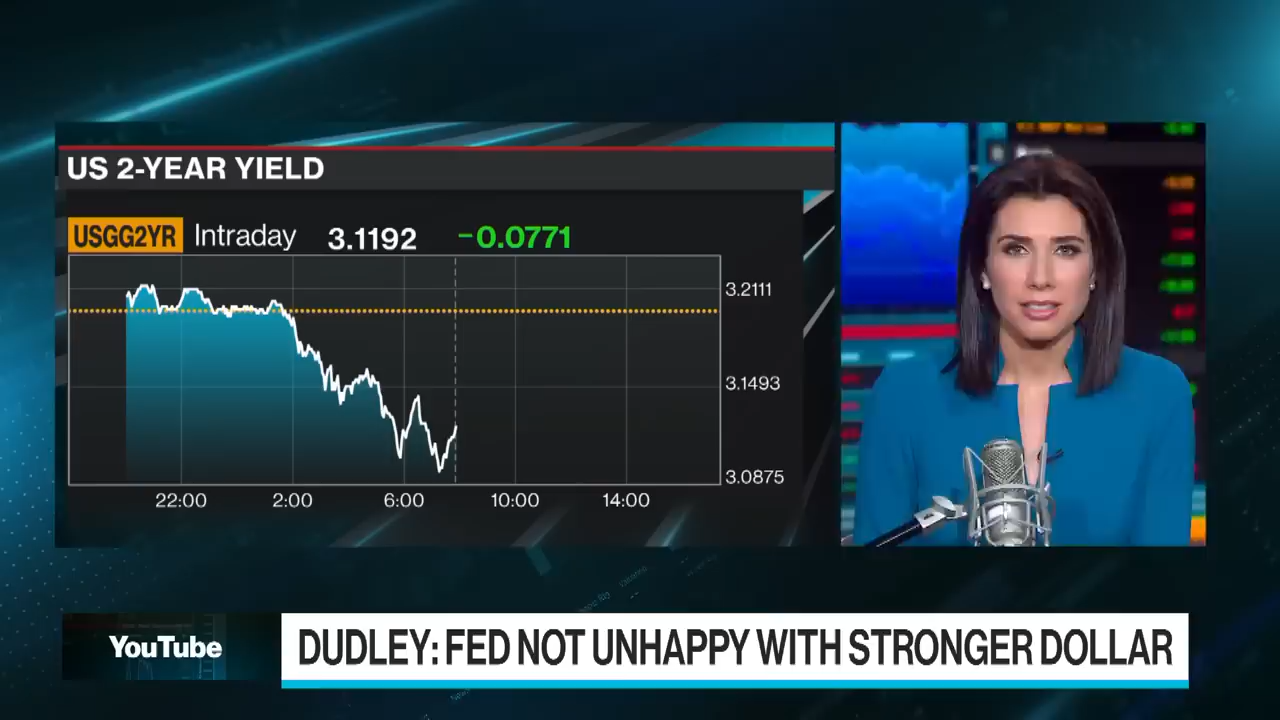 US 2-YEAR YIELD
USGG2YR Intraday 3.1192 -0.0771
3.2111
3.1493
3.0875
22:00 2:00 6:00 10:00 14:00
YouTube
DUDLEY: FED NOT UNHAPPY WITH STRONGER DOLLAR